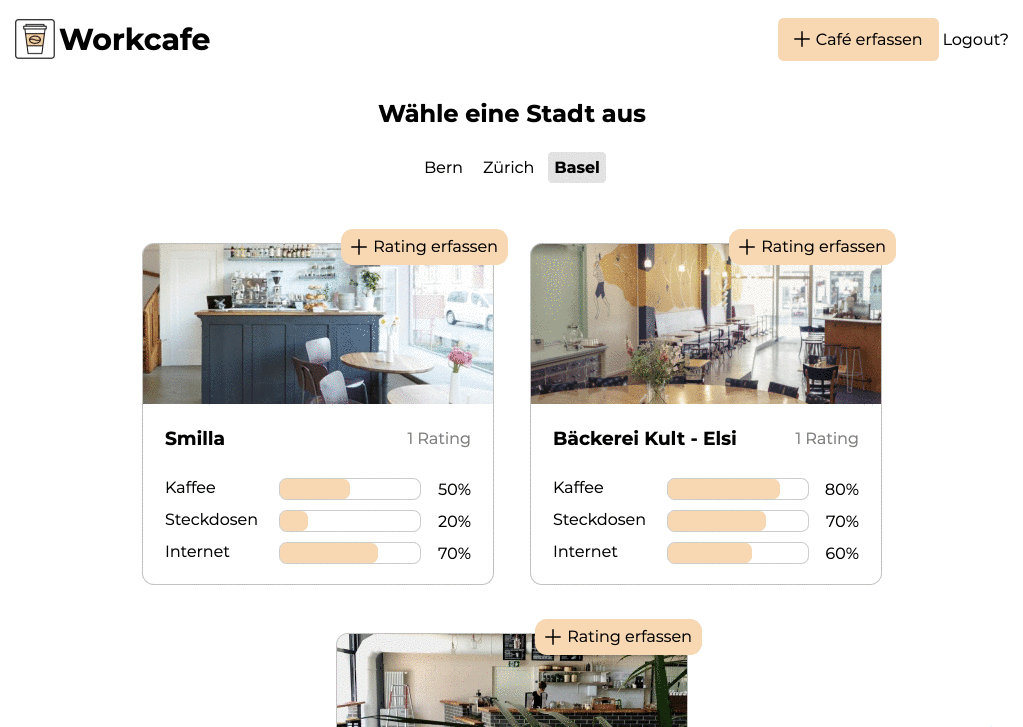 Workcafe
Café erfassen
Logout?
Wähle eine Stadt aus
Bern Zürich Basel
Rating erfassen
Smilla 1 Rating
Kaffee 50%
Steckdosen 20%
Internet 70%
Rating erfassen
Bäckerei Kult - Elsi 1 Rating
Kaffee 80%
Steckdosen 70%
Internet 60%
Rating erfassen